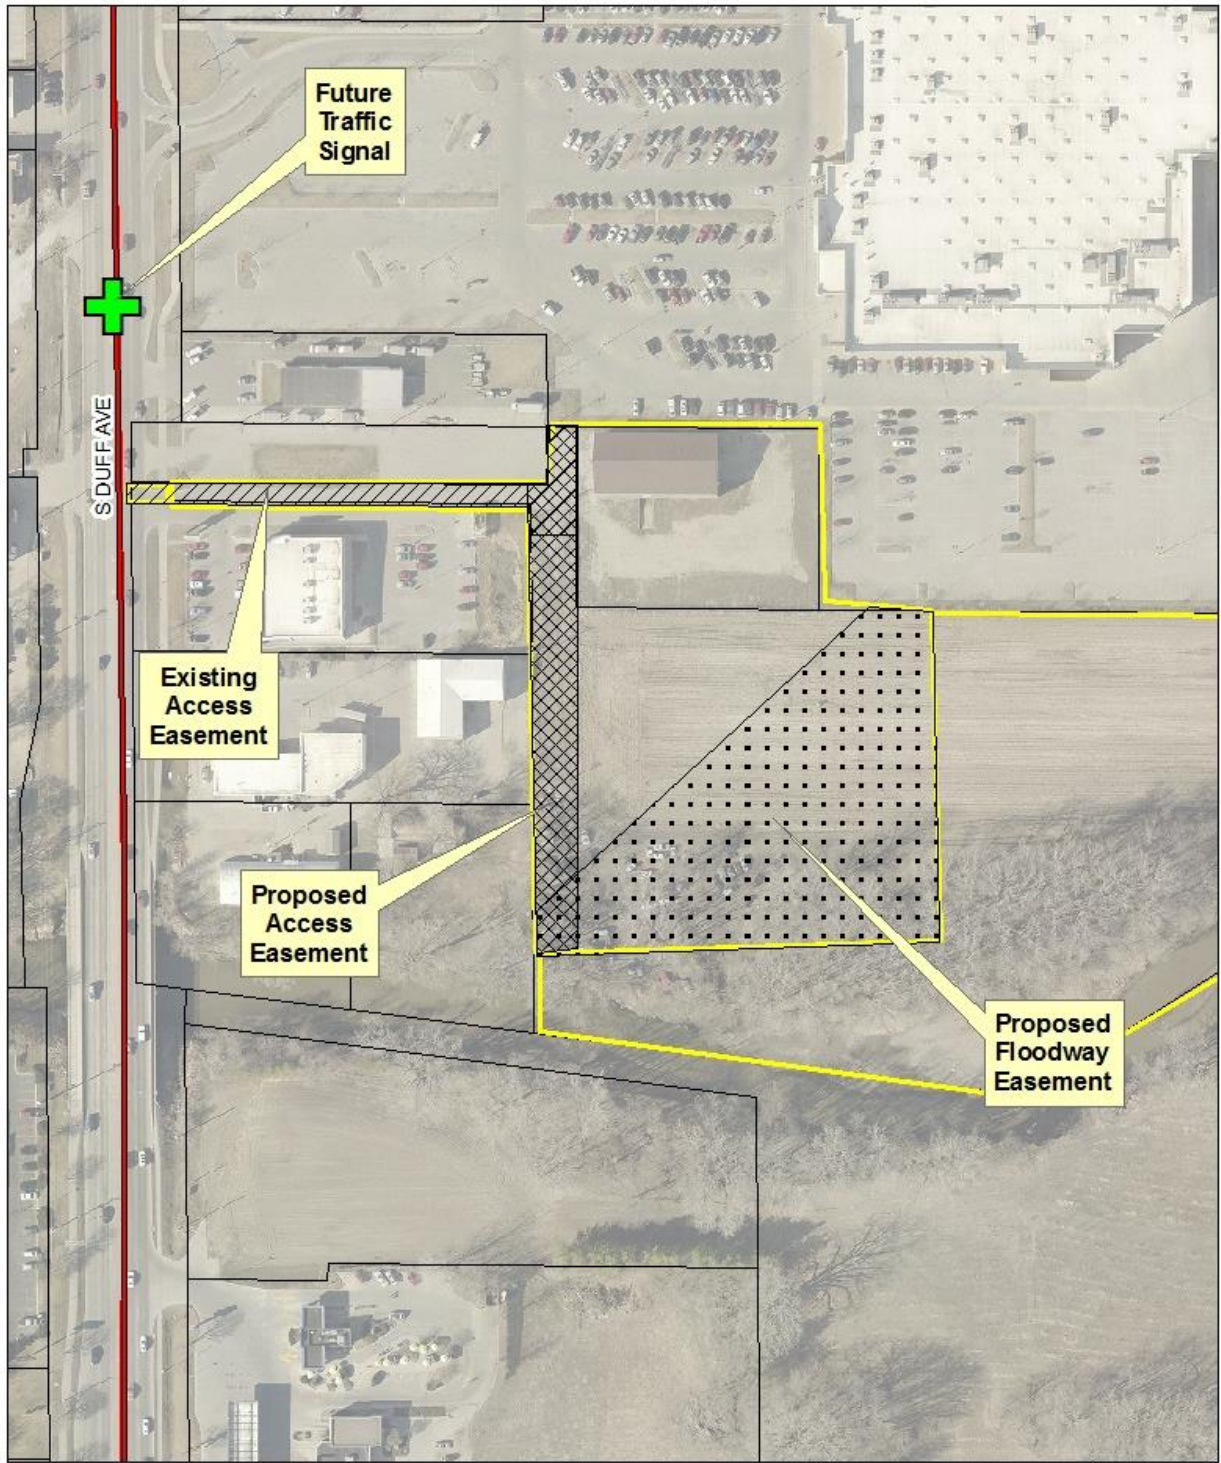 Future
Traffic
Signal
S DUFF AVE
Existing
Access
Easement
Proposed
Access
Easement
Proposed
Floodway
Easement